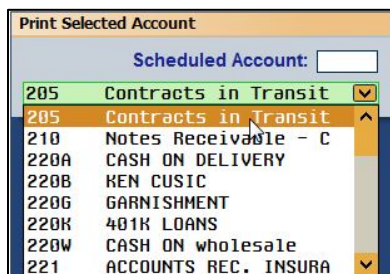 Print Selected Account
Scheduled Account:
205 Contracts in Transit
205 Contracts in Transit
210 Notes Receivable - C
220A CASH ON DELIVERY
220B KEN CUSIC
220G GARNISHMENT
220K 401K LOANS
220W CASH ON wholesale
221 ACCOUNTS REC. INSURA